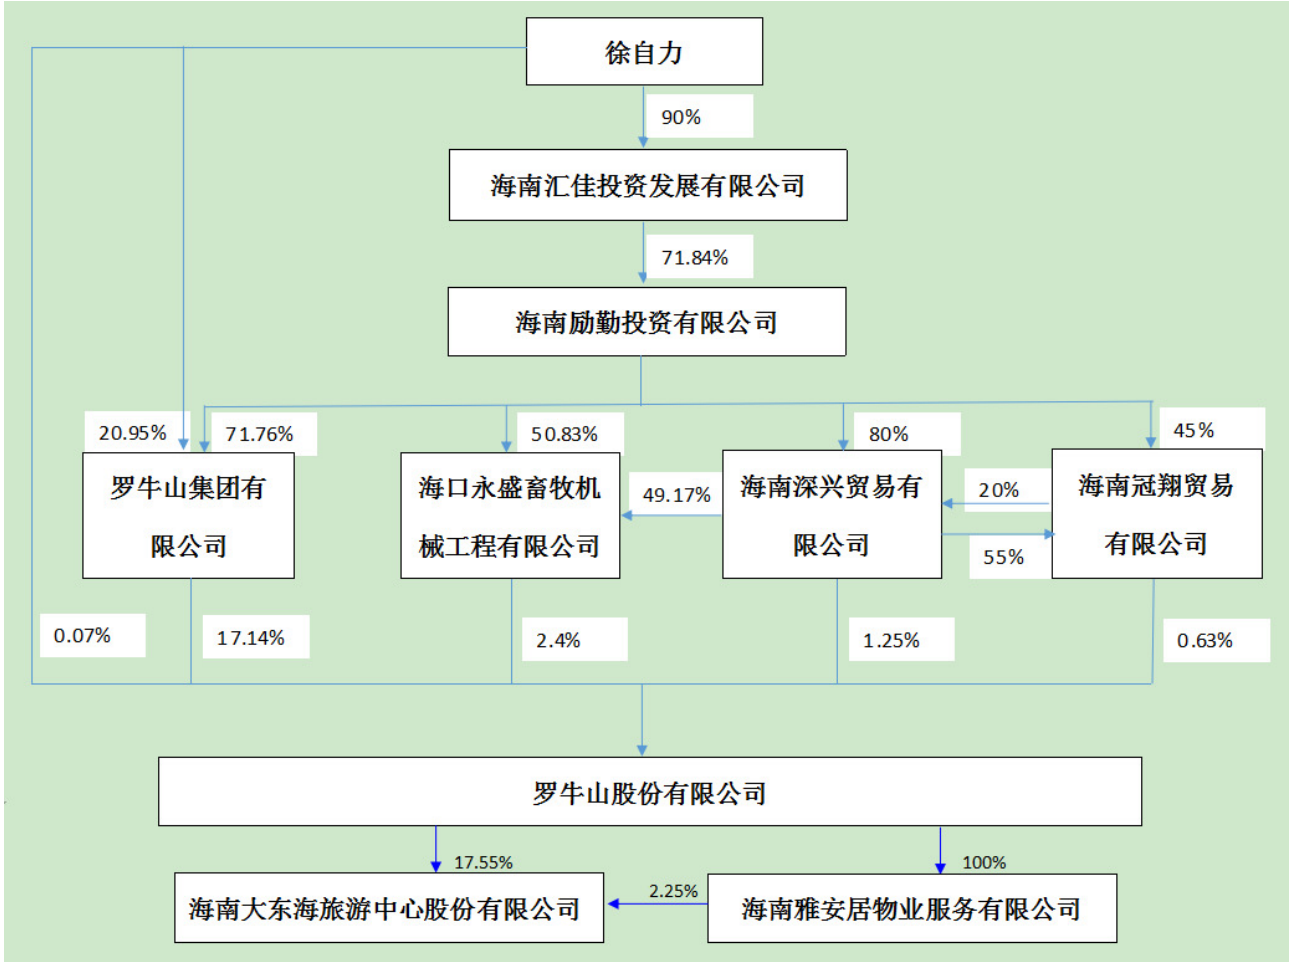 徐自力
90%
海南汇佳投资发展有限公司
71.84%
海南励勤投资有限公司
20.95%
71.76%
50.83%
80%
45%
罗牛山集团有
限公司
海口永盛畜牧机
械工程有限公司
49.17%
海南深兴贸易有
限公司
20%
55%
海南冠翔贸易
有限公司
0.07%
17.14%
2.4%
1.25%
0.63%
罗牛山股份有限公司
17.55%
100%
海南大东海旅游中心股份有限公司
2.25%
海南雅安居物业服务有限公司